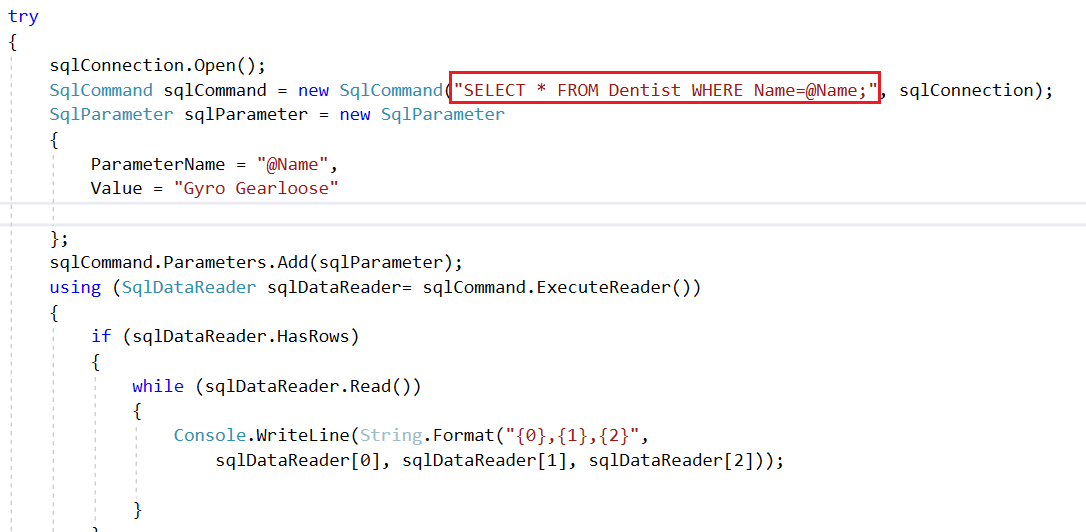 try
{
sqlConnection.Open();
SqlCommand sqlCommand = new SqlCommand("SELECT * FROM Dentist WHERE Name=@Name;", sqlConnection);
SqlParameter sqlParameter = new SqlParameter
{
ParameterName = "@Name",
Value = "Gyro Gearloose"
};
sqlCommand.Parameters.Add(sqlParameter);
using (SqlDataReader sqlDataReader= sqlCommand.ExecuteReader())
{
if (sqlDataReader.HasRows)
{
while (sqlDataReader.Read())
{
Console.WriteLine(String.Format("{0},{1},{2}",
sqlDataReader[0], sqlDataReader[1], sqlDataReader[2]));
}